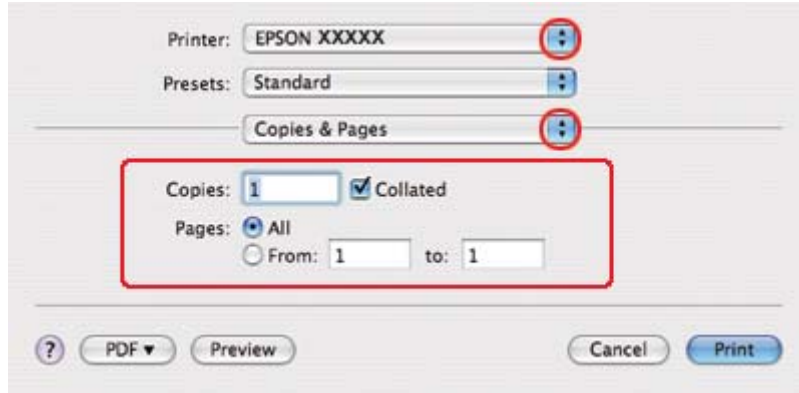 Printer: EPSON XXXXX
Presets: Standard
Copies & Pages
Copies: 1 Collated
Pages: All
From: 1 to: 1
? PDF Preview Cancel Print